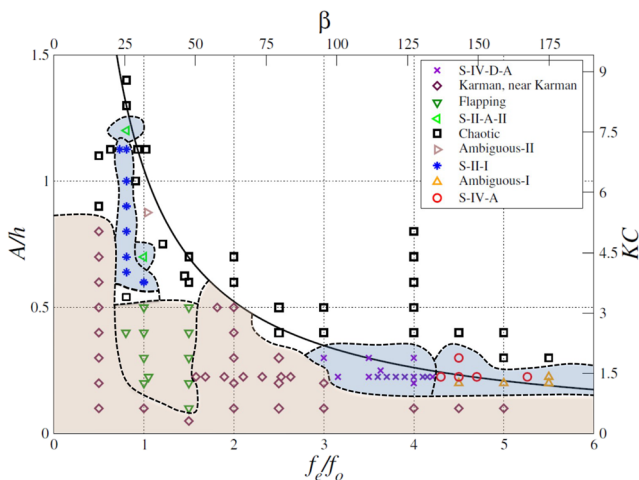 β
0 25 50 75 100 125 150 175
1.5
1
0.5
0
A/h
9
7.5
6
4.5
3
1.5
0
KC
S-IV-D-A
Karman, near Karman
Flapping
S-II-A-II
Chaotic
Ambiguous-II
S-II-I
Ambiguous-I
S-IV-A
0 1 2 3 4 5 6
fe/fo